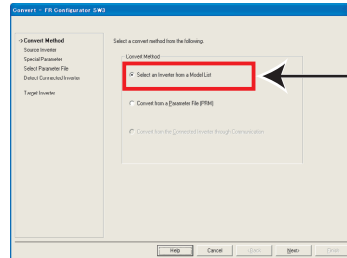 Convert - FR Configurator SW3
->Convert Method
Source Inverter
Special Parameter
Select Parameter File
Detect Connected Inverter
Target Inverter
Select a convert method from the following.
Convert Method
Select an Inverter from a Model List
Convert from a Parameter File (PRM)
Convert from the Connected Inverter through Communication
Help
Cancel
<Back
Next>
Finish